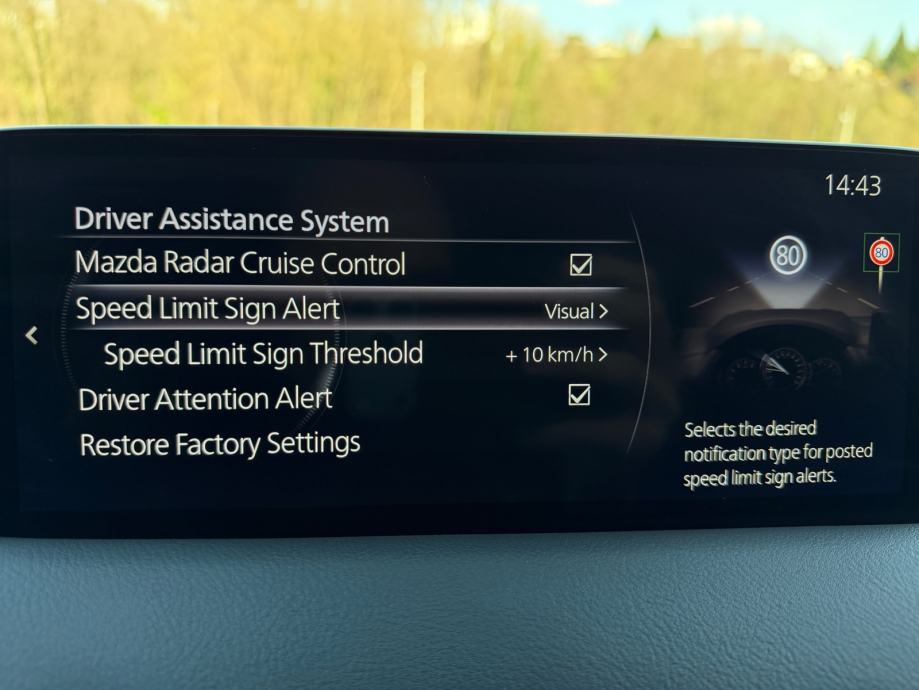 14:43
Driver Assistance System
Mazda Radar Cruise Control
Speed Limit Sign Alert Visual >
Speed Limit Sign Threshold + 10 km/h >
Driver Attention Alert
Restore Factory Settings
80
80
Selects the desired
notification type for posted
speed limit sign alerts.